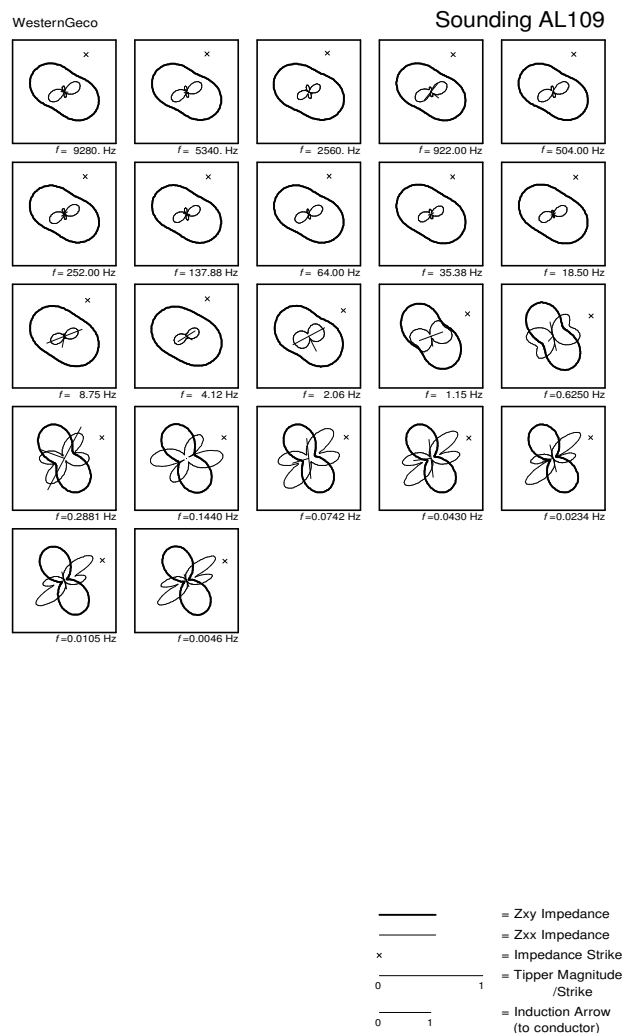 WesternGeco Sounding AL109
f = 9280. Hz f = 5340. Hz f = 2560. Hz f = 922.00 Hz f = 504.00 Hz
f = 252.00 Hz f = 137.88 Hz f = 64.00 Hz f = 35.38 Hz f = 18.50 Hz
f = 8.75 Hz f = 4.12 Hz f = 2.06 Hz f = 1.15 Hz f =0.6250 Hz
f =0.2881 Hz f =0.1440 Hz f =0.0742 Hz f =0.0430 Hz f =0.0234 Hz
f =0.0105 Hz f =0.0046 Hz
= Zxy Impedance
= Zxx Impedance
× = Impedance Strike
= Tipper Magnitude
0 1 /Strike
= Induction Arrow
0 1 (to conductor)